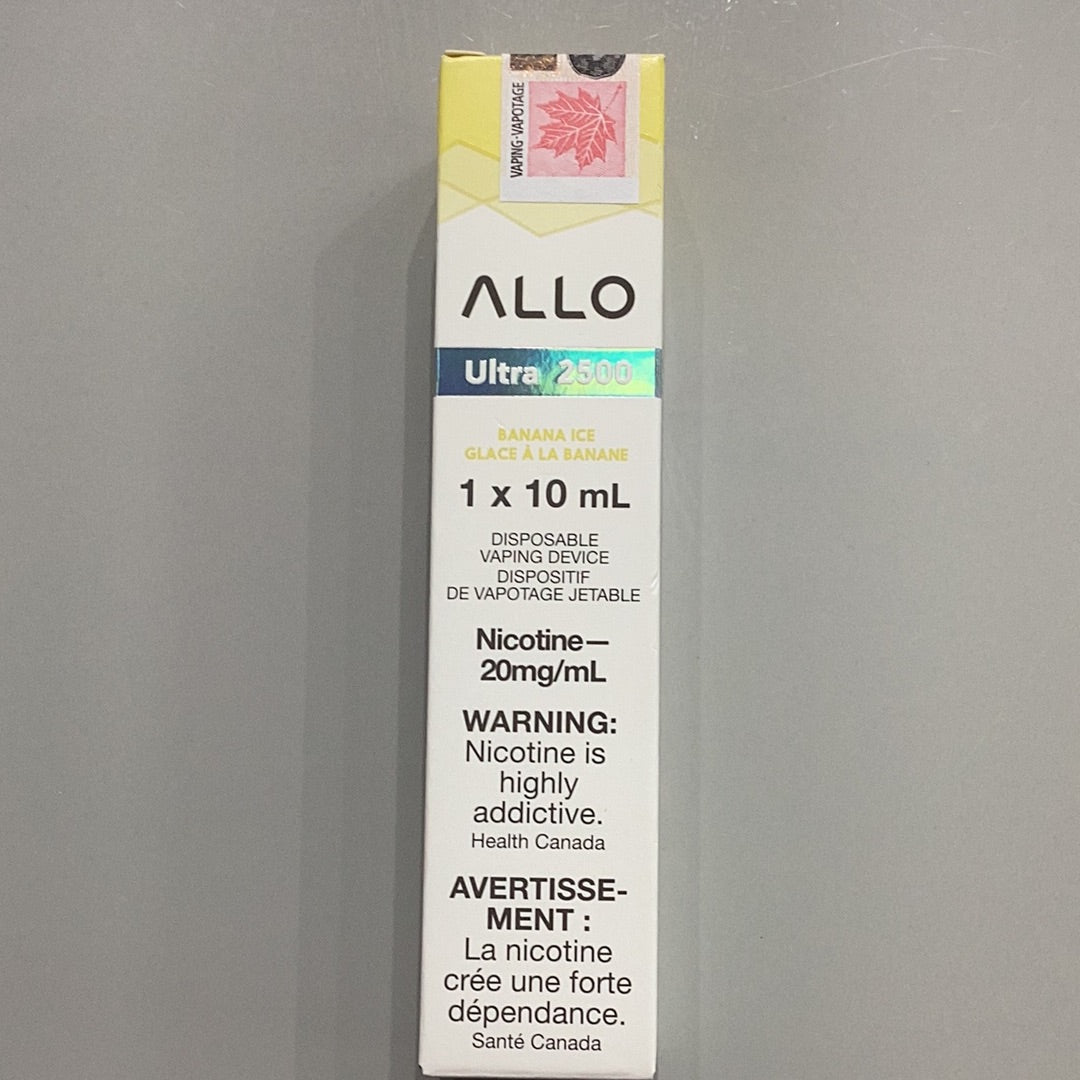 VAPING·VAPOTAGE
ALLO
Ultra 2500
BANANA ICE
GLACE À LA BANANE
1 x 10 mL
DISPOSABLE
VAPING DEVICE
DISPOSITIF
DE VAPOTAGE JETABLE
Nicotine—
20mg/mL
WARNING:
Nicotine is
highly
addictive.
Health Canada
AVERTISSE-
MENT :
La nicotine
crée une forte
dépendance.
Santé Canada